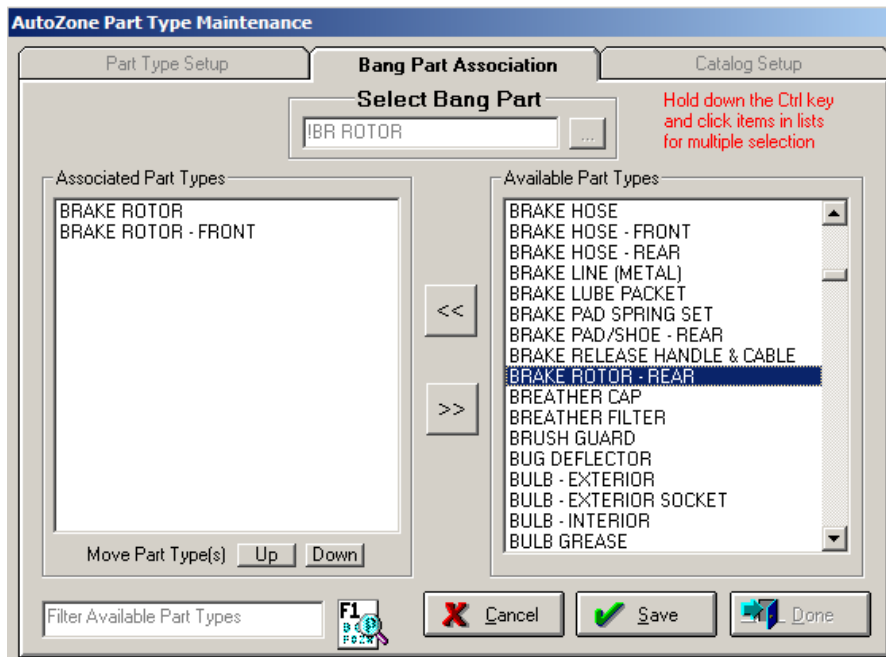 AutoZone Part Type Maintenance
Part Type Setup
Bang Part Association
Catalog Setup
Select Bang Part
!BR ROTOR
...
Hold down the Ctrl key
and click items in lists
for multiple selection
Associated Part Types
BRAKE ROTOR
BRAKE ROTOR - FRONT
<<
>>
Available Part Types
BRAKE HOSE
BRAKE HOSE - FRONT
BRAKE HOSE - REAR
BRAKE LINE (METAL)
BRAKE LUBE PACKET
BRAKE PAD SPRING SET
BRAKE PAD/SHOE - REAR
BRAKE RELEASE HANDLE & CABLE
BRAKE ROTOR - REAR
BREATHER CAP
BREATHER FILTER
BRUSH GUARD
BUG DEFLECTOR
BULB - EXTERIOR
BULB - EXTERIOR SOCKET
BULB - INTERIOR
BULB GREASE
Move Part Type(s) Up Down
Filter Available Part Types
F1
Cancel
Save
Done